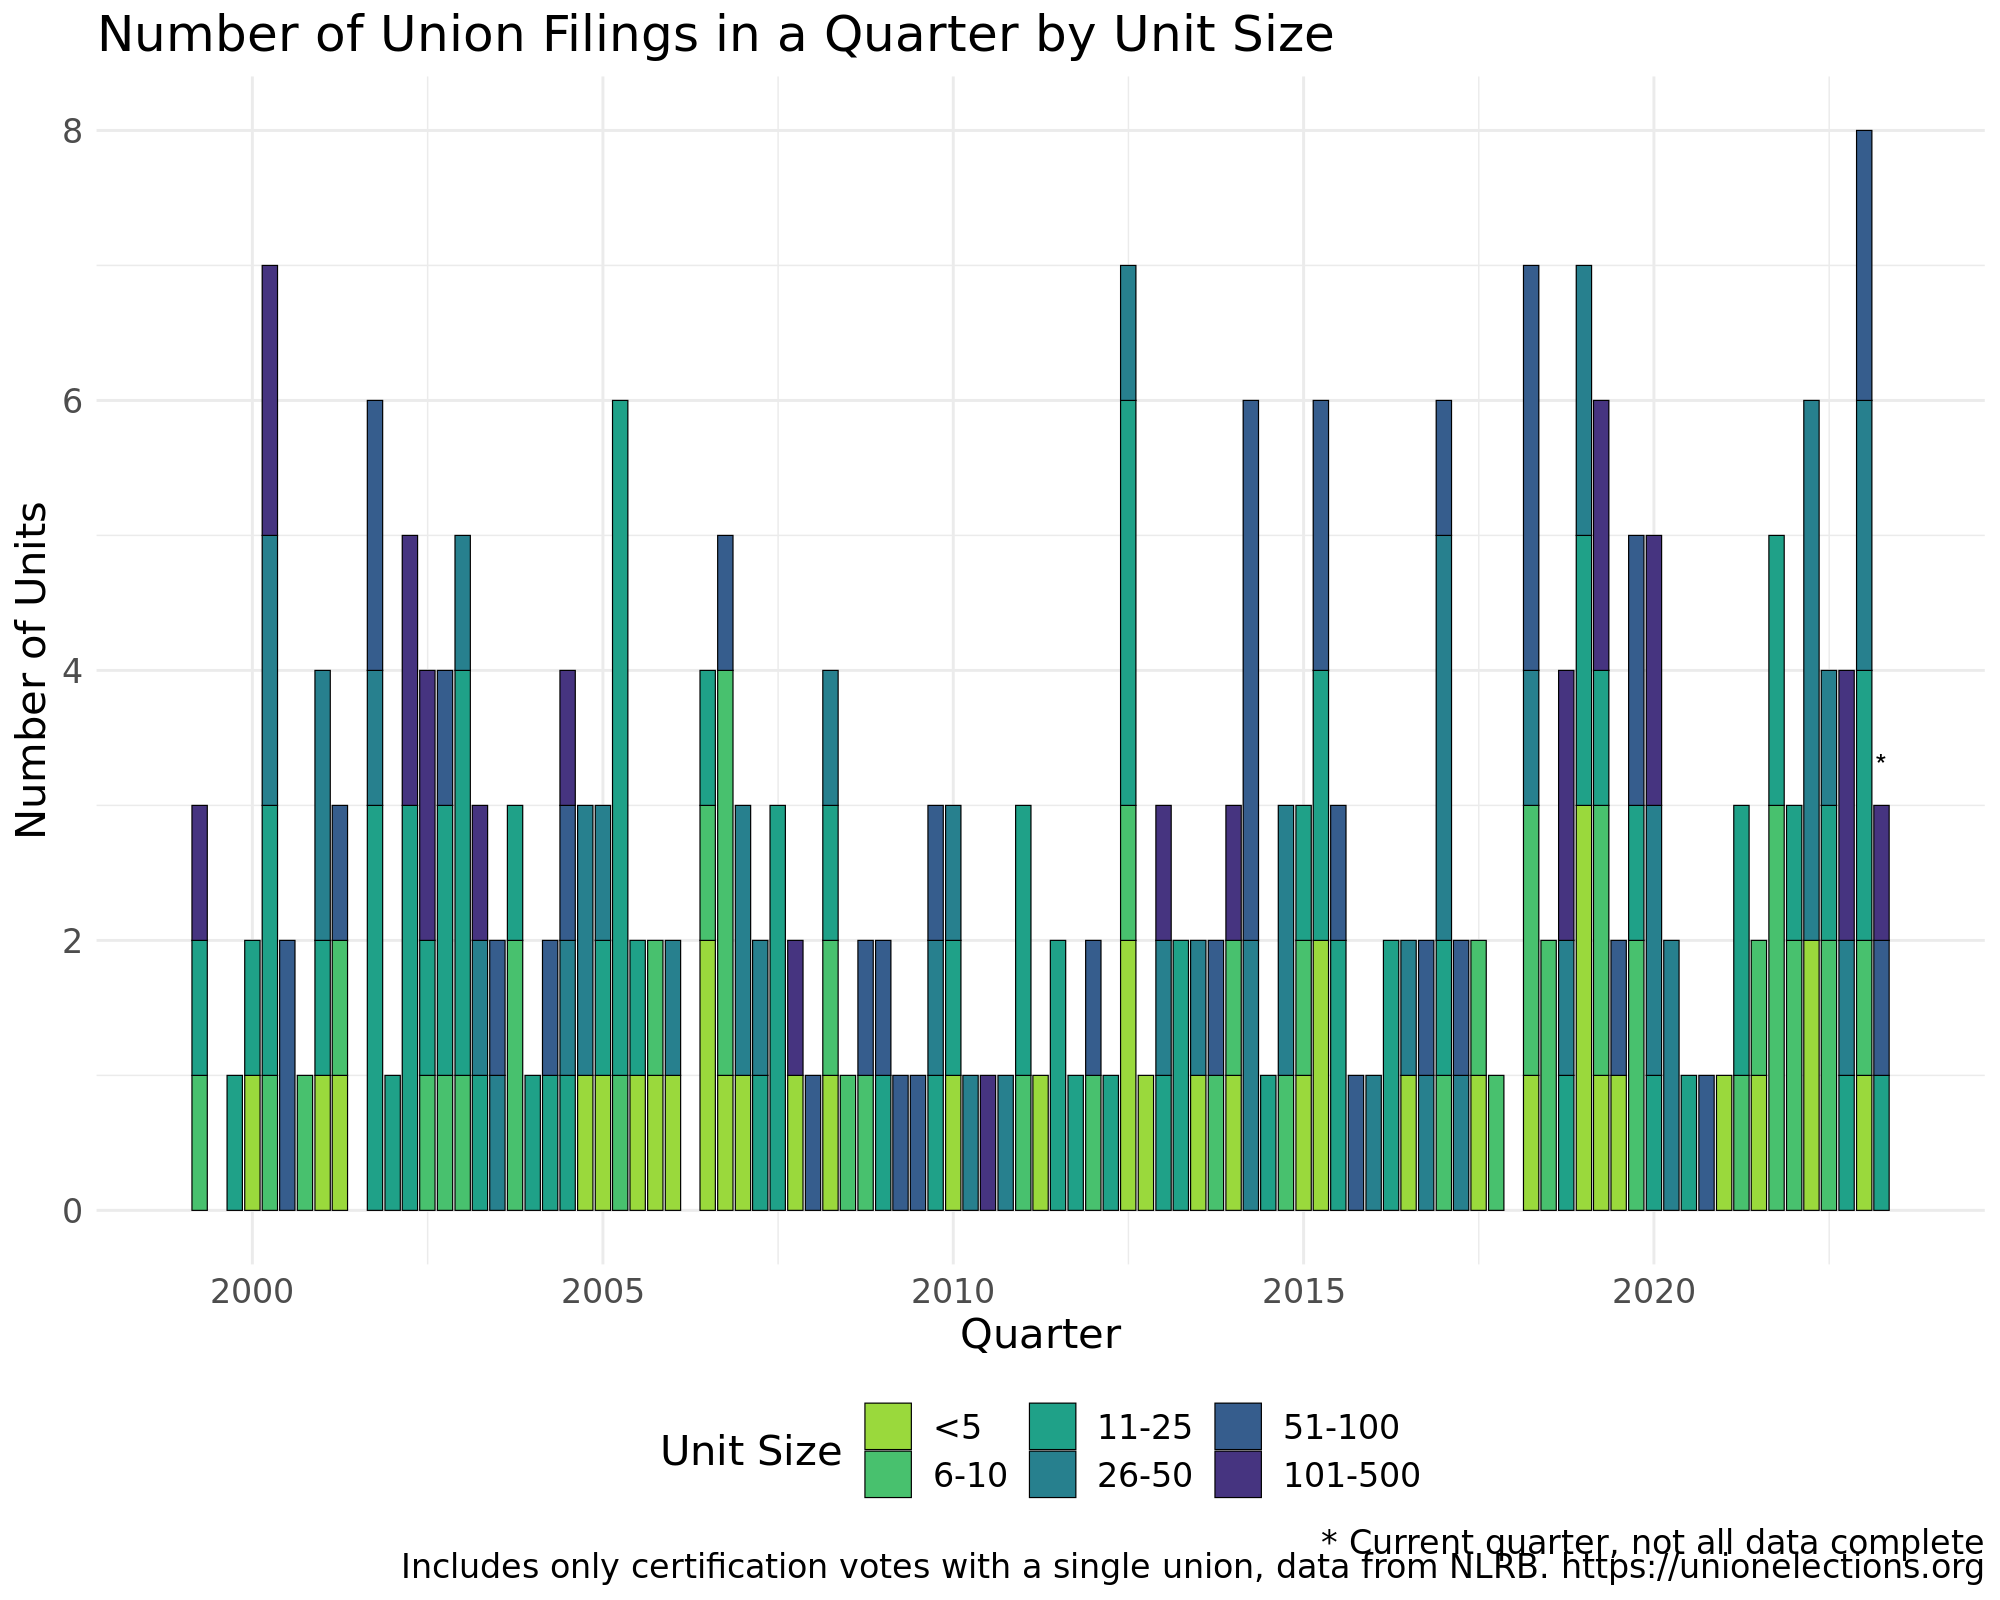 Number of Union Filings in a Quarter by Unit Size
Number of Units
8
6
4
2
0
*
2000 2005 2010 2015 2020
Quarter
Unit Size
<5 11-25 51-100
6-10 26-50 101-500
* Current quarter, not all data complete
Includes only certification votes with a single union, data from NLRB. https://unionelections.org